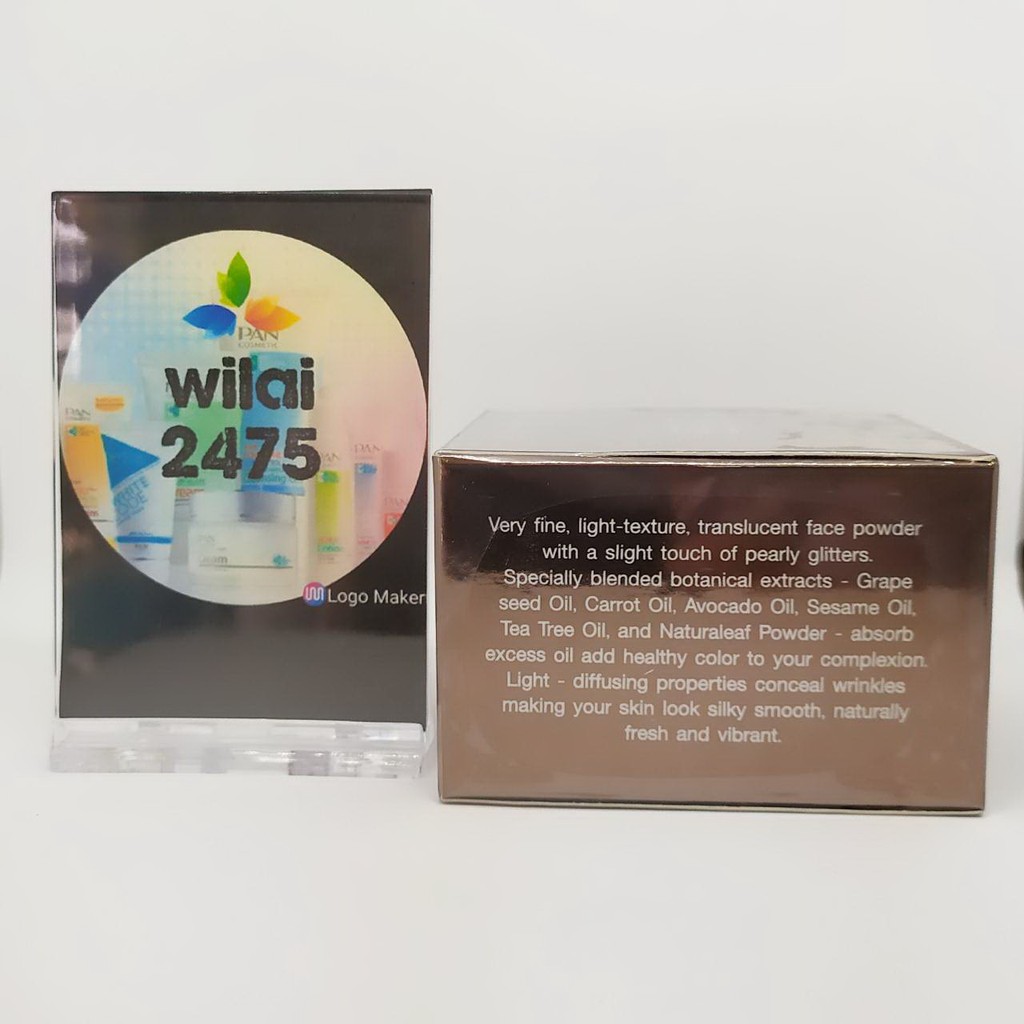 PAN
COSMETIC
wilai
2475
Logo Maker
Very fine, light-texture, translucent face powder
with a slight touch of pearly glitters.
Specially blended botanical extracts - Grape
seed Oil, Carrot Oil, Avocado Oil, Sesame Oil,
Tea Tree Oil, and Naturaleaf Powder - absorb
excess oil add healthy color to your complexion.
Light - diffusing properties conceal wrinkles
making your skin look silky smooth, naturally
fresh and vibrant.